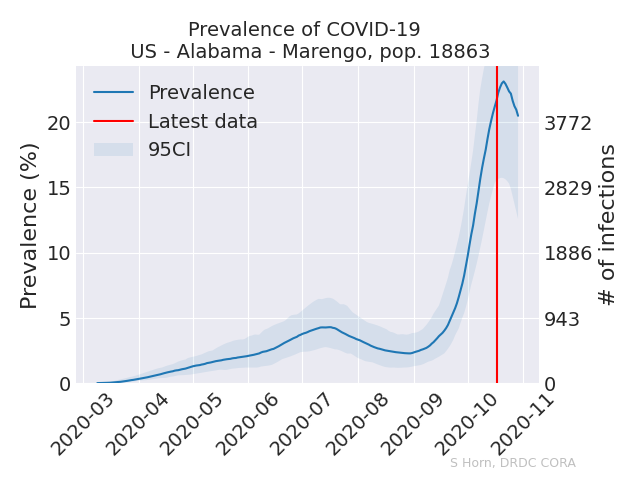 Prevalence of COVID-19
US - Alabama - Marengo, pop. 18863
Prevalence
Latest data
95CI
Prevalence (%)
20
15
10
5
0
3772
2829
1886
943
0
# of infections
2020-03
2020-04
2020-05
2020-06
2020-07
2020-08
2020-09
2020-10
2020-11
S Horn, DRDC CORA